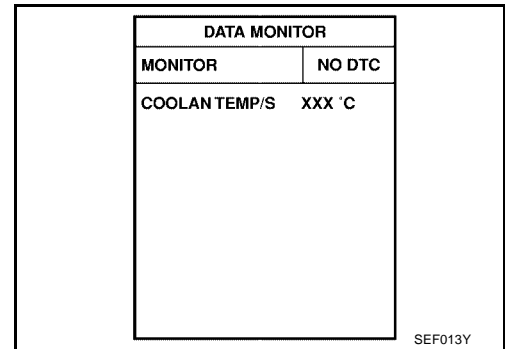 DATA MONITOR
MONITOR NO DTC
COOLAN TEMP/S XXX °C
SEF013Y